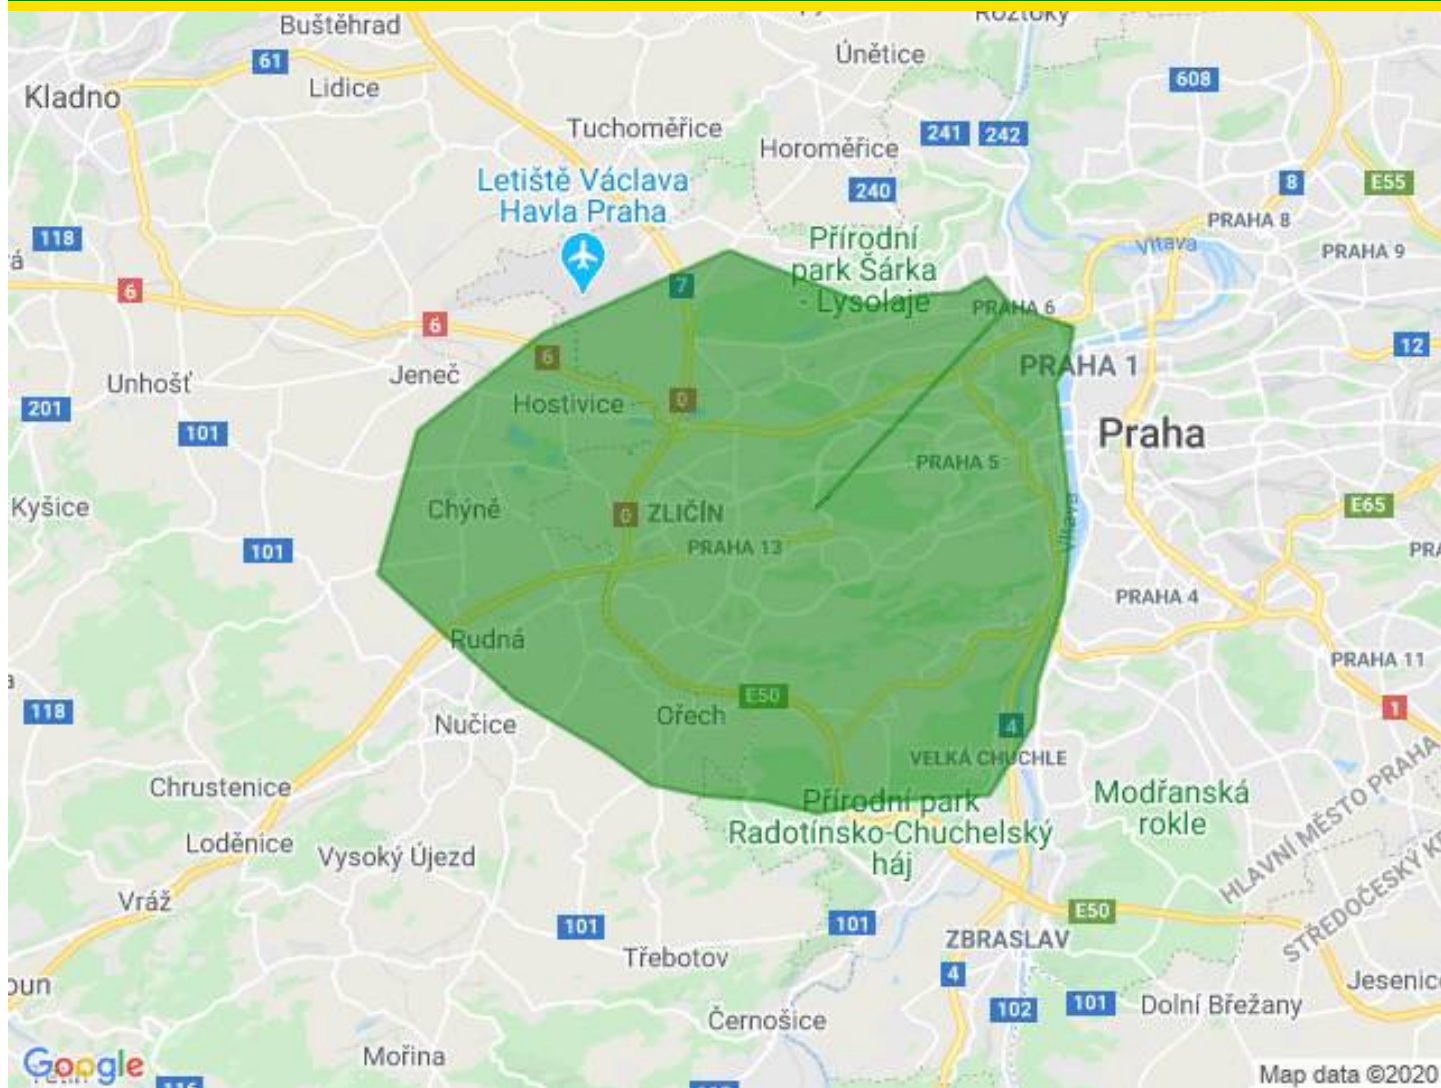 Roztoky
Buštěhrad
Únětice
61
Lidice
608
Kladno
Tuchoměřice
241
242
Horoměřice
Letiště Václava
Havla Praha
240
8
E55
PRAHA 8
118
Přírodní
park Šárka
- Lysolaje
Vltava
PRAHA 9
á
7
6
PRAHA 6
6
12
6
PRAHA 1
Jeneč
Unhošť
Hostivice
0
201
101
Praha
PRAHA 5
Kyšice
Chýně
0
ZLIČÍN
E65
Vltava
101
PRAHA 13
PRA
PRAHA 4
Rudná
PRAHA 11
E50
118
Ořech
1
Nučice
4
VELKÁ CHUCHLE
HLAVNÍ MĚSTO PRAHA
Chrustenice
Přírodní park
Radotínsko-Chuchelský
háj
Modřanská
rokle
Loděnice
Vysoký Újezd
STŘEDOČESKÝ K
Vráž
101
101
E50
ZBRASLAV
Třebotov
4
oun
Jesenic
102
101
Dolní Břežany
Černošice
Mořina
Google
Map data ©2020
116